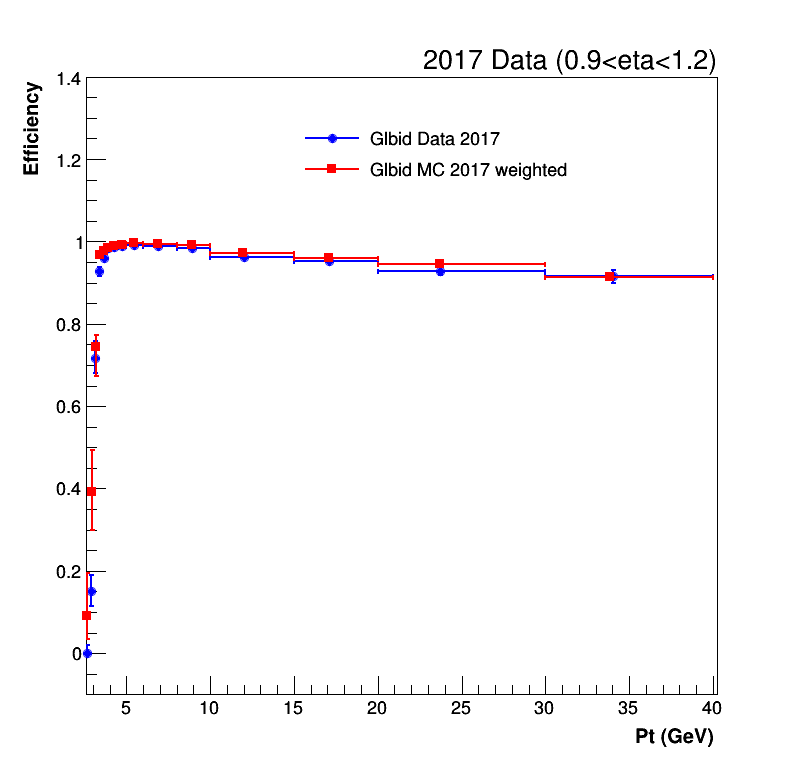 2017 Data (0.9<eta<1.2)
Efficiency
1.4
1.2
1
0.8
0.6
0.4
0.2
0
Glbid Data 2017
Glbid MC 2017 weighted
5 10 15 20 25 30 35 40
Pt (GeV)